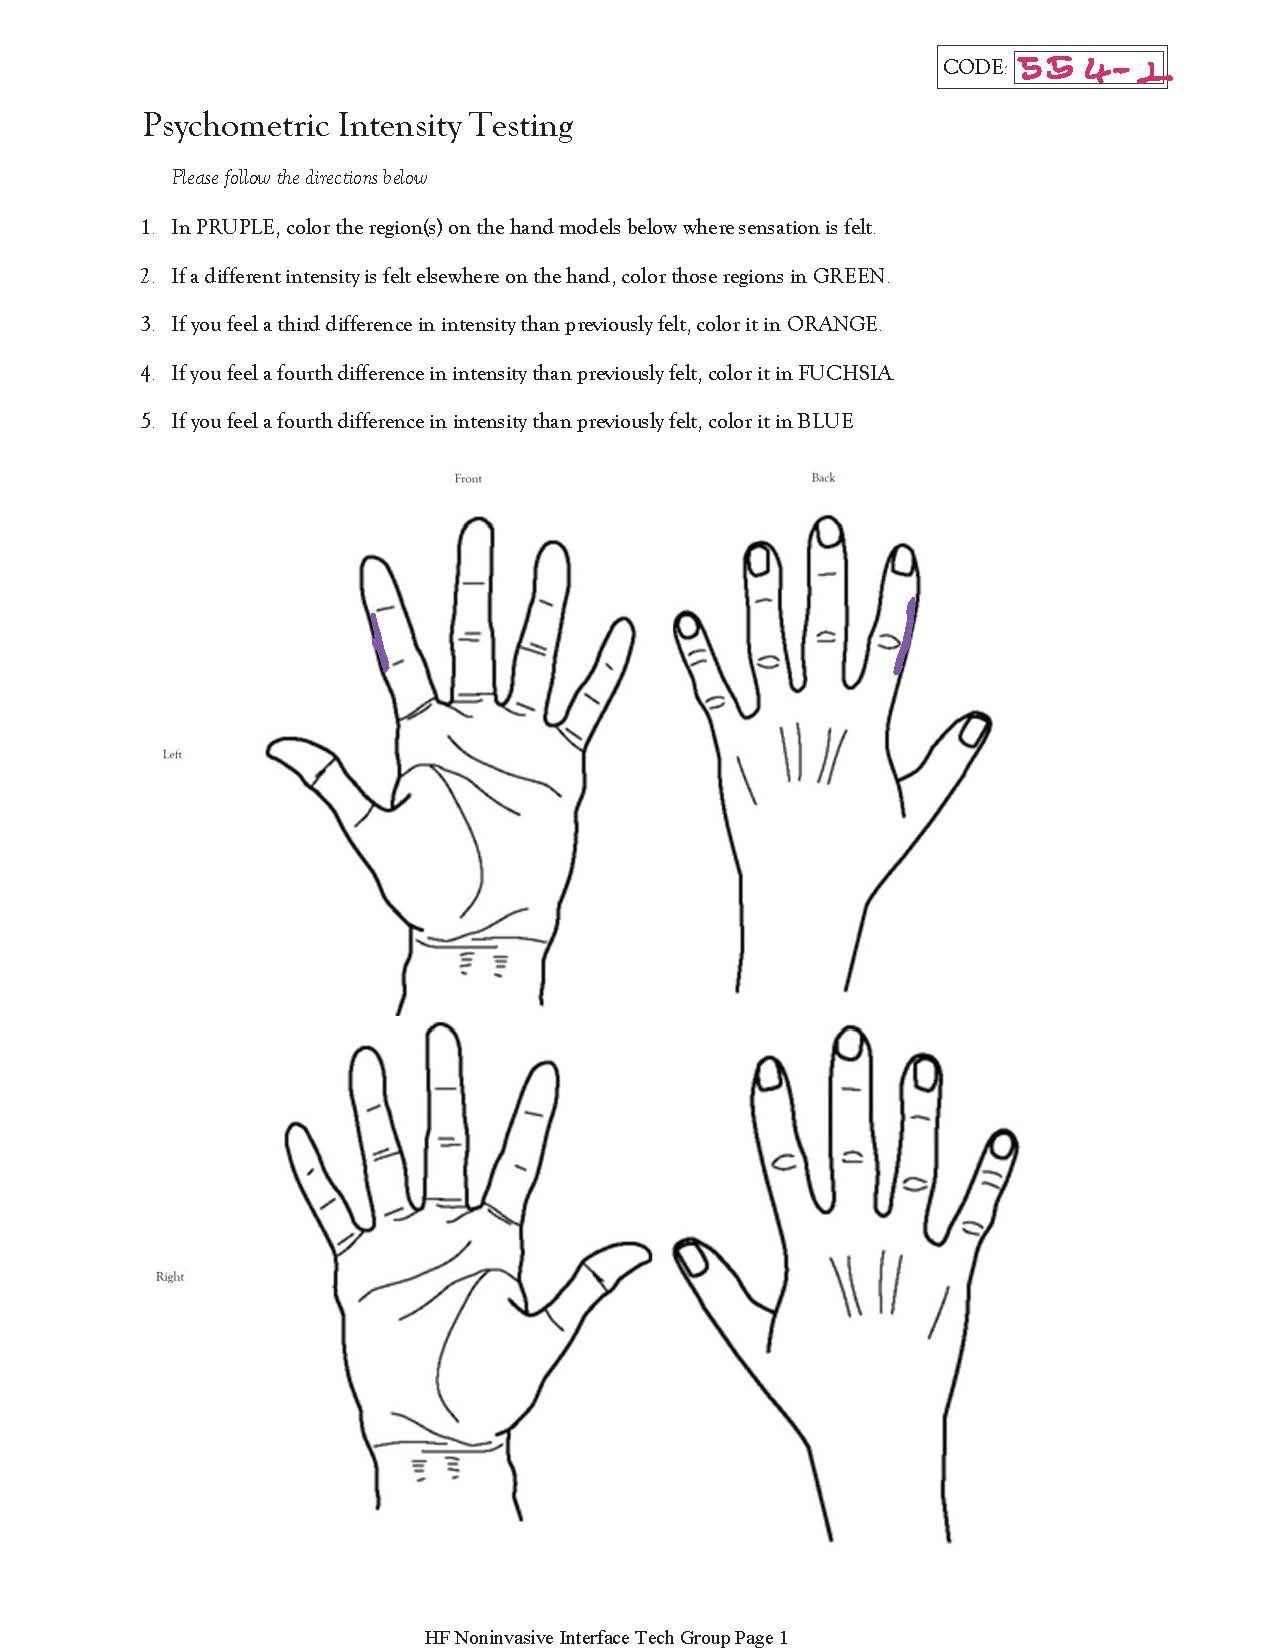 CODE: 554-1
Psychometric Intensity Testing
Please follow the directions below
1. In PRUPLE, color the region(s) on the hand models below where sensation is felt.
2. If a different intensity is felt elsewhere on the hand, color those regions in GREEN.
3. If you feel a third difference in intensity than previously felt, color it in ORANGE.
4. If you feel a fourth difference in intensity than previously felt, color it in FUCHSIA.
5. If you feel a fourth difference in intensity than previously felt, color it in BLUE
Front
Back
Left
Right
HF Noninvasive Interface Tech Group Page 1